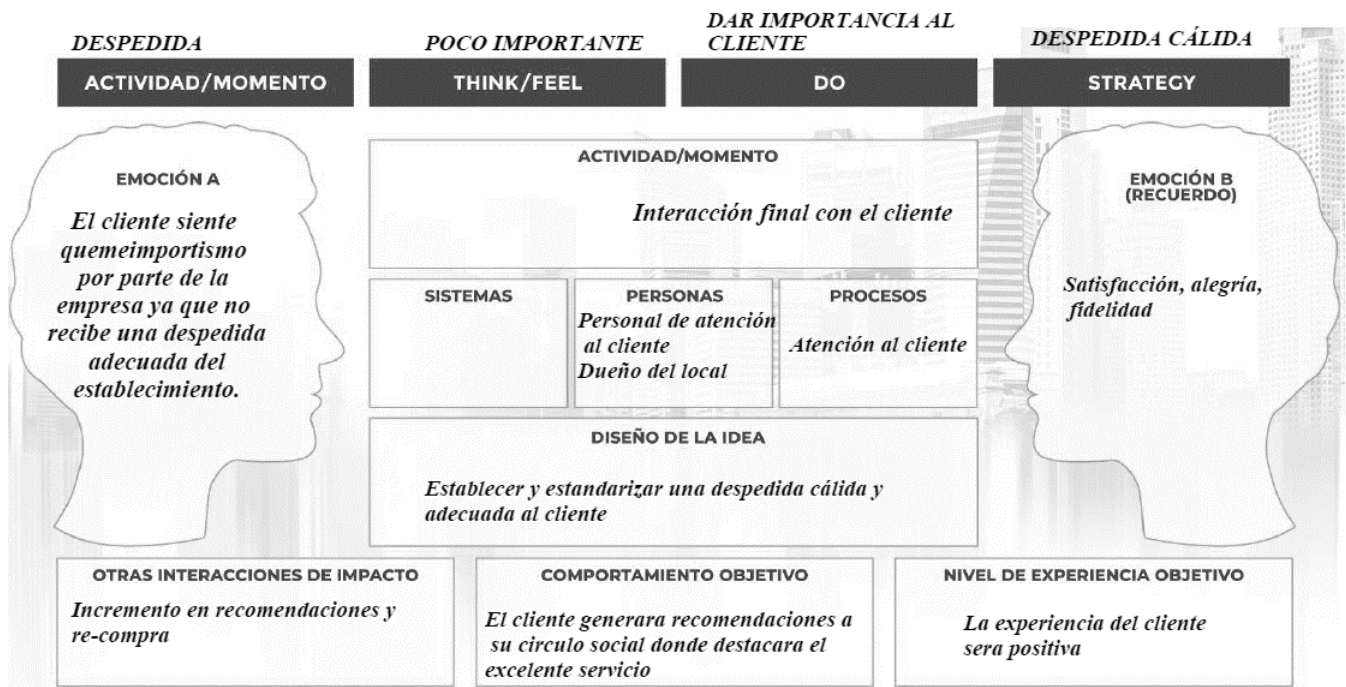 DESPEDIDA
POCO IMPORTANTE
DAR IMPORTANCIA AL
CLIENTE
DESPEDIDA CÁLIDA
ACTIVIDAD/MOMENTO
THINK/FEEL
DO
STRATEGY
EMOCIÓN A
El cliente siente
quemeimportismo
por parte de la
empresa ya que no
recibe una despedida
adecuada del
establecimiento.
ACTIVIDAD/MOMENTO
Interacción final con el cliente
SISTEMAS
PERSONAS
Personal de atención
al cliente
Dueño del local
PROCESOS
Atención al cliente
DISEÑO DE LA IDEA
Establecer y estandarizar una despedida cálida y
adecuada al cliente
EMOCIÓN B
(RECUERDO)
Satisfacción, alegría,
fidelidad
OTRAS INTERACCIONES DE IMPACTO
Incremento en recomendaciones y
re-compra
COMPORTAMIENTO OBJETIVO
El cliente generara recomendaciones a
su circulo social donde destacara el
excelente servicio
NIVEL DE EXPERIENCIA OBJETIVO
La experiencia del cliente
sera positiva